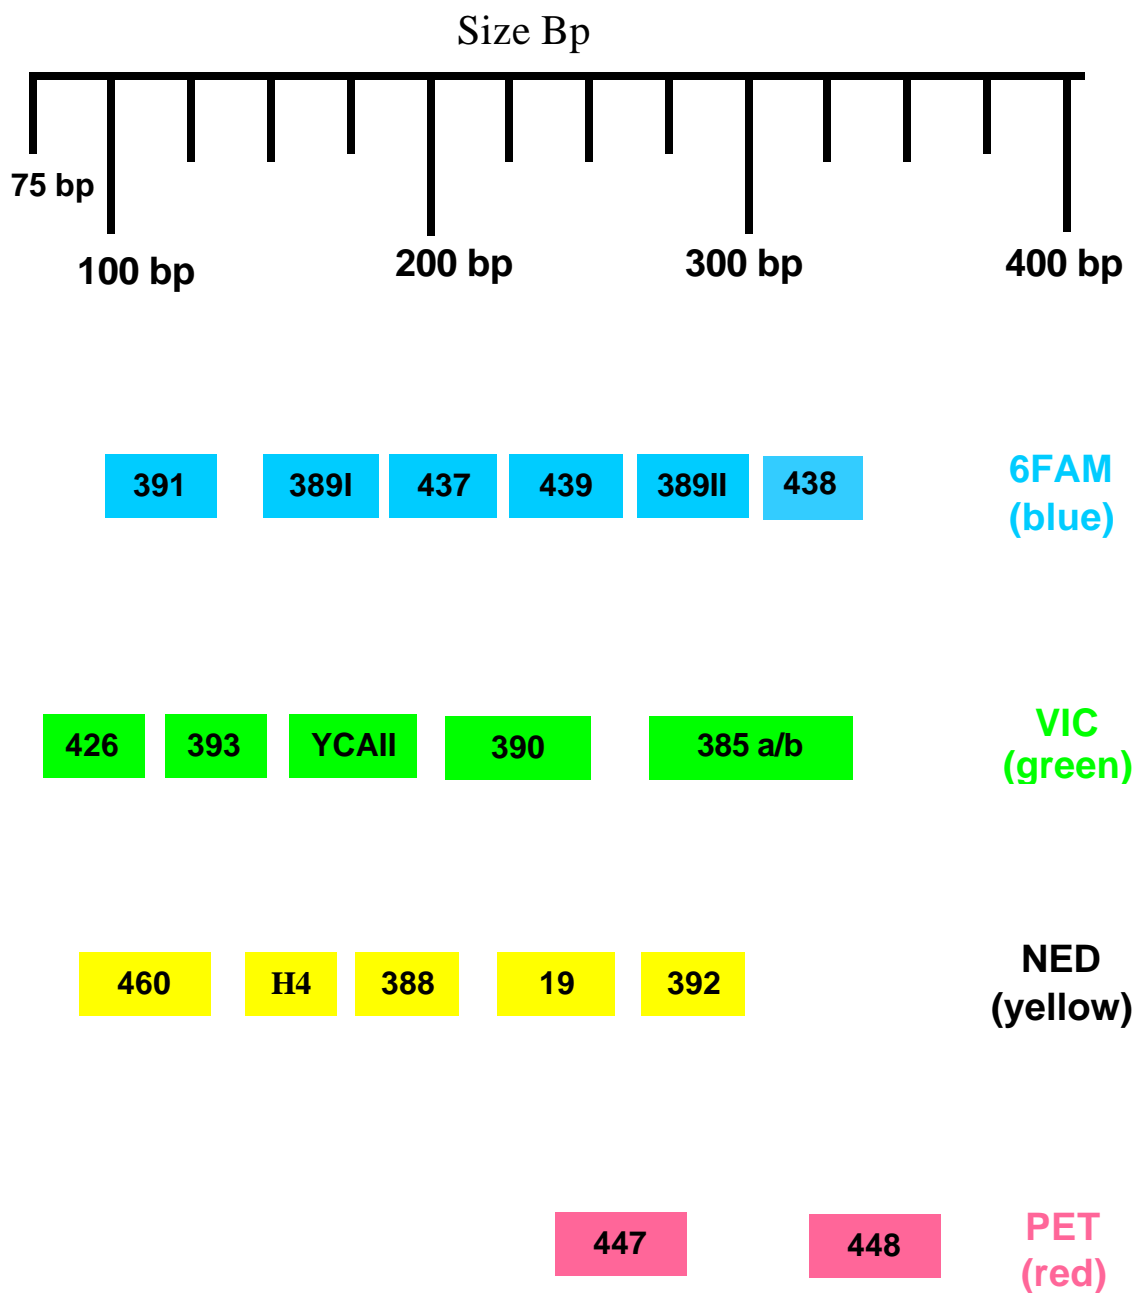 Size Bp
75 bp
100 bp 200 bp 300 bp 400 bp
391 389I 437 439 389II 438 6FAM
(blue)
426 393 YCAII 390 385 a/b VIC
(green)
460 H4 388 19 392 NED
(yellow)
447 448 PET
(red)